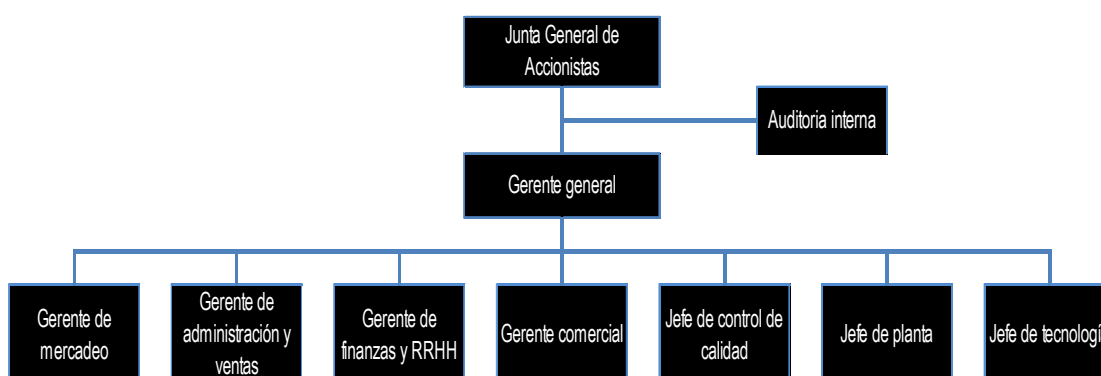 Junta General de
Accionistas
Auditoria interna
Gerente general
Gerente de
mercadeo
Gerente de
administración y
ventas
Gerente de
finanzas y RRHH
Gerente comercial
Jefe de control de
calidad
Jefe de planta
Jefe de tecnologí